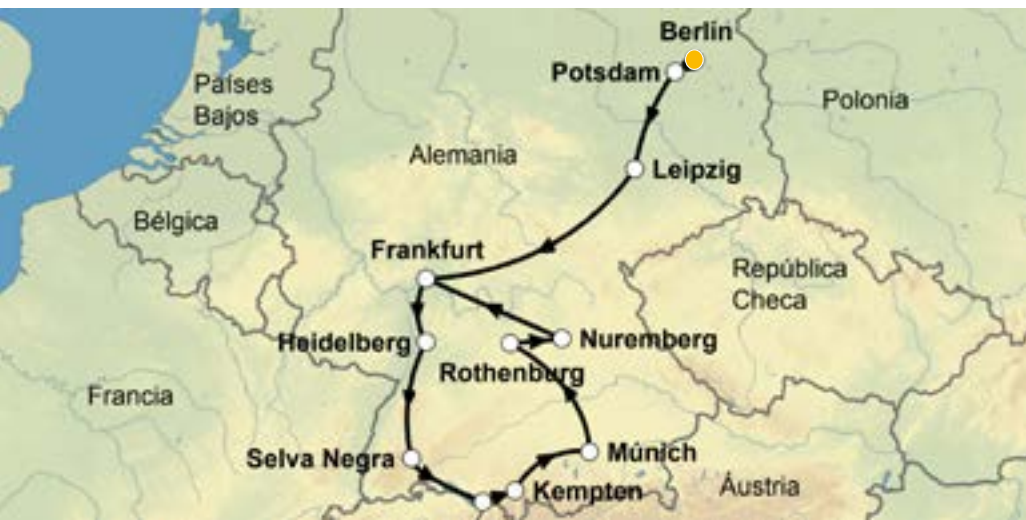 Berlín
Potsdam
Países
Bajos
Polonia
Alemania
Leipzig
Bélgica
Frankfurt
República
Checa
Heidelberg
Nuremberg
Rothenburg
Francia
Selva Negra
Múnich
Kempten
Áustria